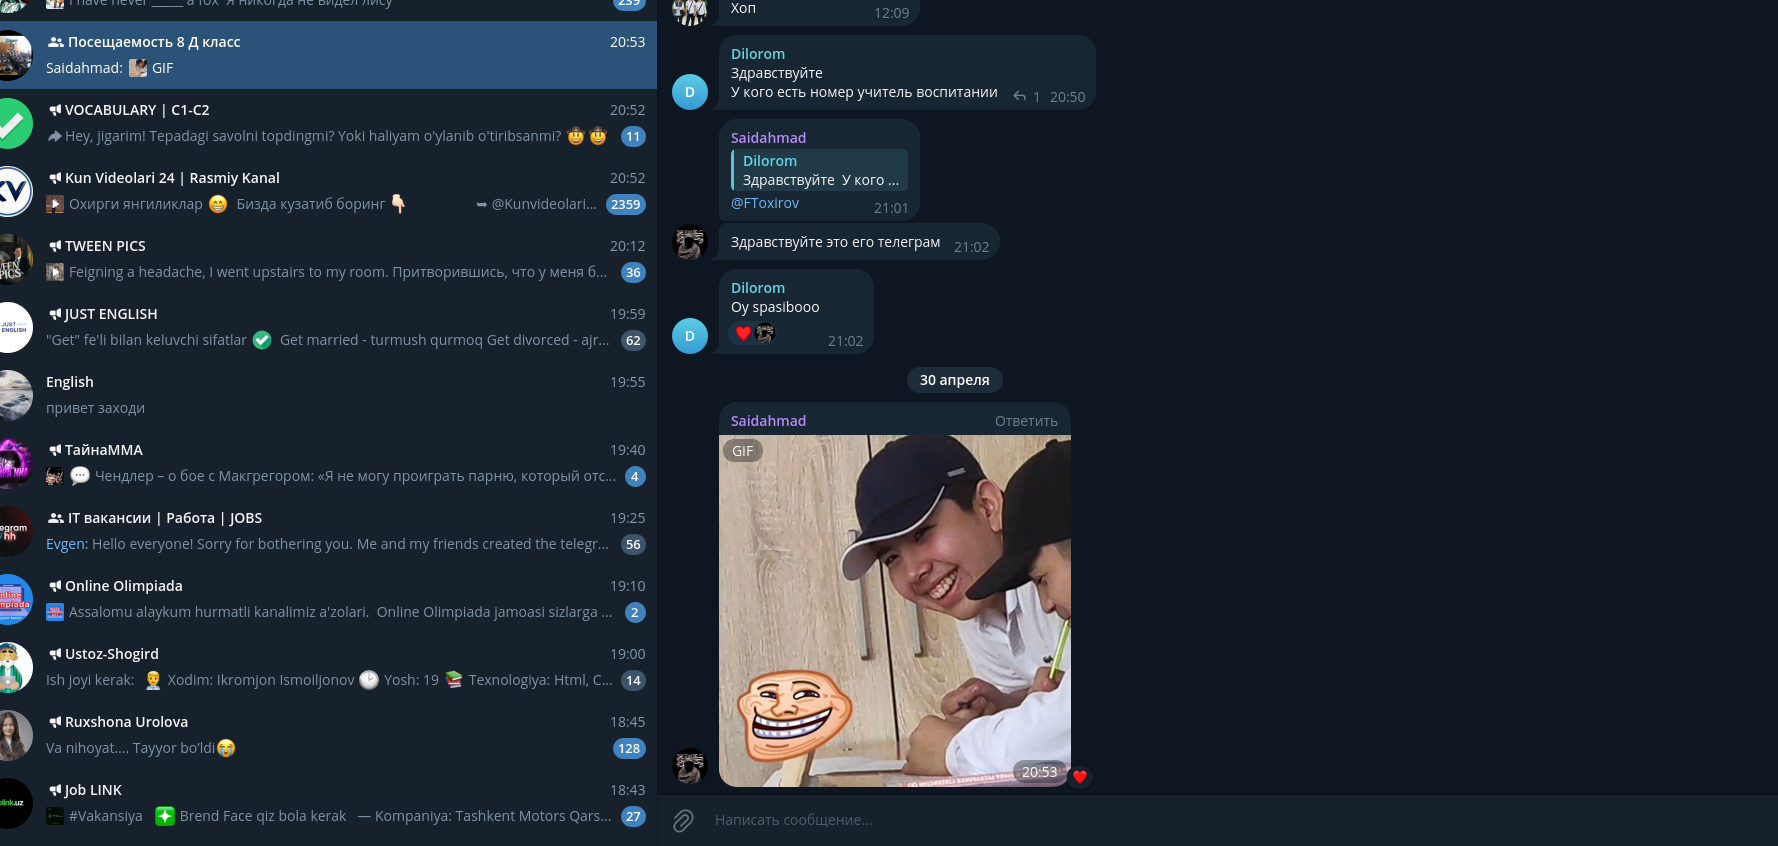 I have never _____ a fox Я никогда не видел лису
239
Посещаемость 8 Д класс
20:53
Saidahmad: GIF
VOCABULARY | C1-C2
20:52
Hey, jigarim! Tepadagi savolni topdingmi? Yoki haliyam o'ylanib o'tiribsanmi? 🤠🤠
11
Kun Videolari 24 | Rasmiy Kanal
20:52
Охирги янгиликлар 😁 Бизда кузатиб боринг 👇🏻 ➥ @Kunvideolari...
2359
TWEEN PICS
20:12
Feigning a headache, I went upstairs to my room. Притворившись, что у меня б...
36
JUST ENGLISH
19:59
"Get" fe'li bilan keluvchi sifatlar ✅ Get married - turmush qurmoq Get divorced - ajr...
62
English
19:55
привет заходи
ТайнаММА
19:40
💬 Чендлер – о бое с Макгрегором: «Я не могу проиграть парню, который отс...
4
IT вакансии | Работа | JOBS
19:25
Evgen: Hello everyone! Sorry for bothering you. Me and my friends created the telegr...
56
Online Olimpiada
19:10
Assalomu alaykum hurmatli kanalimiz a'zolari. Online Olimpiada jamoasi sizlarga ...
2
Ustoz-Shogird
19:00
Ish joyi kerak: 👨‍💼 Xodim: Ikromjon Ismoiljonov 🕑 Yosh: 19 📚 Texnologiya: Html, C...
14
Ruxshona Urolova
18:45
Va nihoyat.... Tayyor bo'ldi😭
128
Job LINK
18:43
#Vakansiya ❇️ Brend Face qiz bola kerak — Kompaniya: Tashkent Motors Qars...
27
Хоп
12:09
Dilorom
Здравствуйте
У кого есть номер учитель воспитании
1 20:50
D
Saidahmad
Dilorom
Здравствуйте У кого ...
@FToxirov
21:01
Здравствуйте это его телеграм
21:02
Dilorom
Oy spasibooo
21:02
D
30 апреля
Saidahmad
Ответить
GIF
20:53
Написать сообщение...